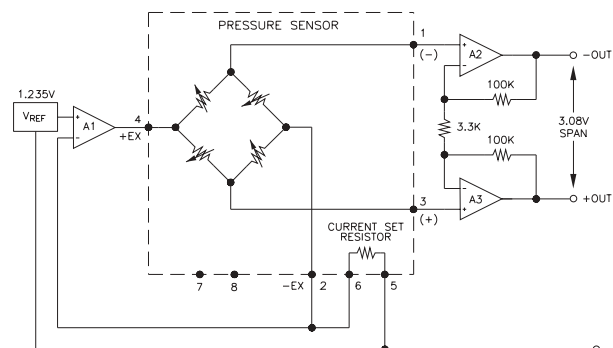 PRESSURE SENSOR
1
(-)
A2
-OUT
1.235V
VREF
A1
4
+EX
100K
3.3K
100K
3.08V
SPAN
A3
+OUT
3
(+)
CURRENT SET
RESISTOR
7
8
-EX
2
6
5
+
-
+
-
-
+